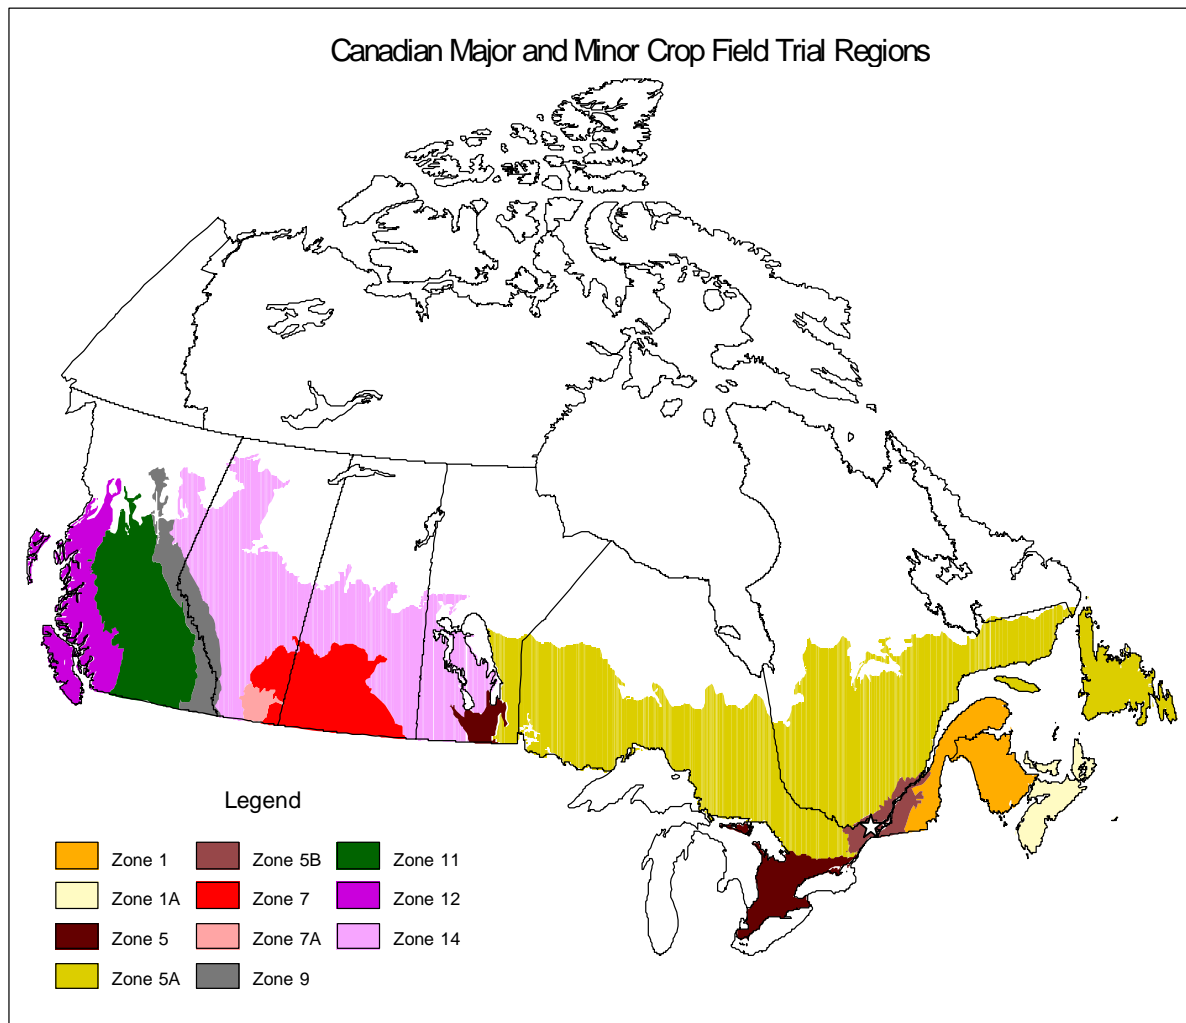 Canadian Major and Minor Crop Field Trial Regions
Legend
Zone 1
Zone 1A
Zone 5
Zone 5A
Zone 5B
Zone 7
Zone 7A
Zone 9
Zone 11
Zone 12
Zone 14